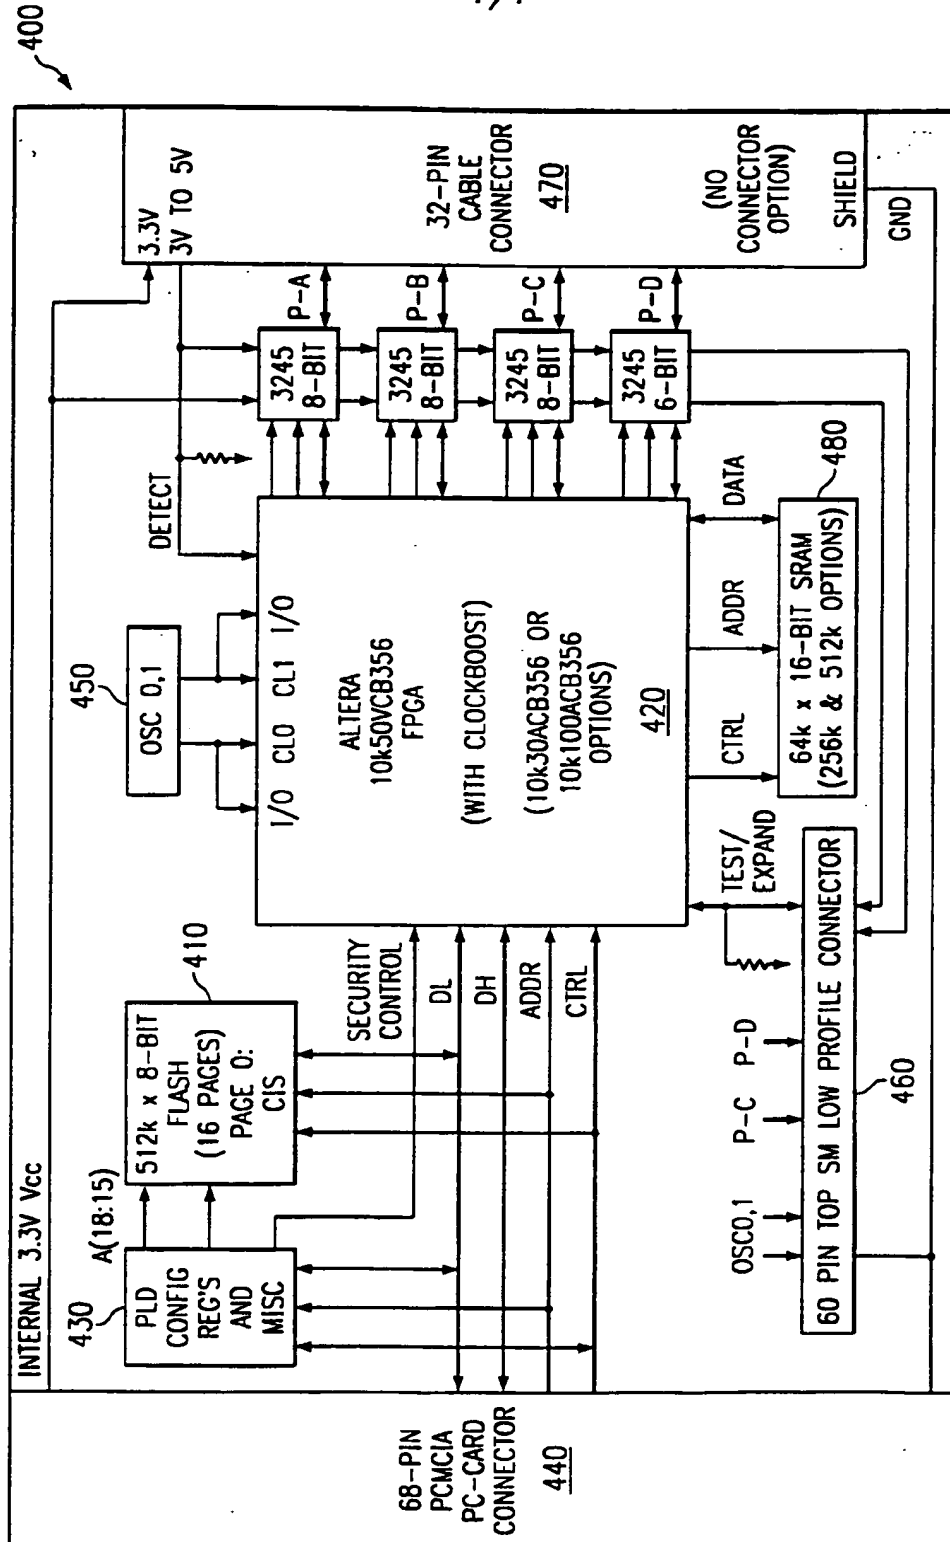 400
INTERNAL 3.3V Vcc
3.3V
3V TO 5V
32-PIN
CABLE
CONNECTOR
470
(NO
CONNECTOR
OPTION)
SHIELD
GND
P-A
P-B
P-C
P-D
3245
8-BIT
3245
8-BIT
3245
8-BIT
3245
6-BIT
DETECT
450
OSC 0,1
I/O
CL0
CL1
I/O
ALTERA
10k50VCB356
FPGA
(WITH CLOCKBOOST)
(10k30ACB356 OR
10k100ACB356
OPTIONS)
420
CTRL
ADDR
DATA
480
64k x 16-BIT SRAM
(256k & 512k OPTIONS)
410
512k x 8-BIT
FLASH
(16 PAGES)
PAGE 0:
CIS
A(18:15)
430
PLD
CONFIG
REG'S
AND
MISC
SECURITY
CONTROL
DL
DH
ADDR
CTRL
68-PIN
PCMCIA
PC-CARD
CONNECTOR
440
TEST/
EXPAND
OSC0,1
P-C
P-D
60 PIN TOP SM LOW PROFILE CONNECTOR
460